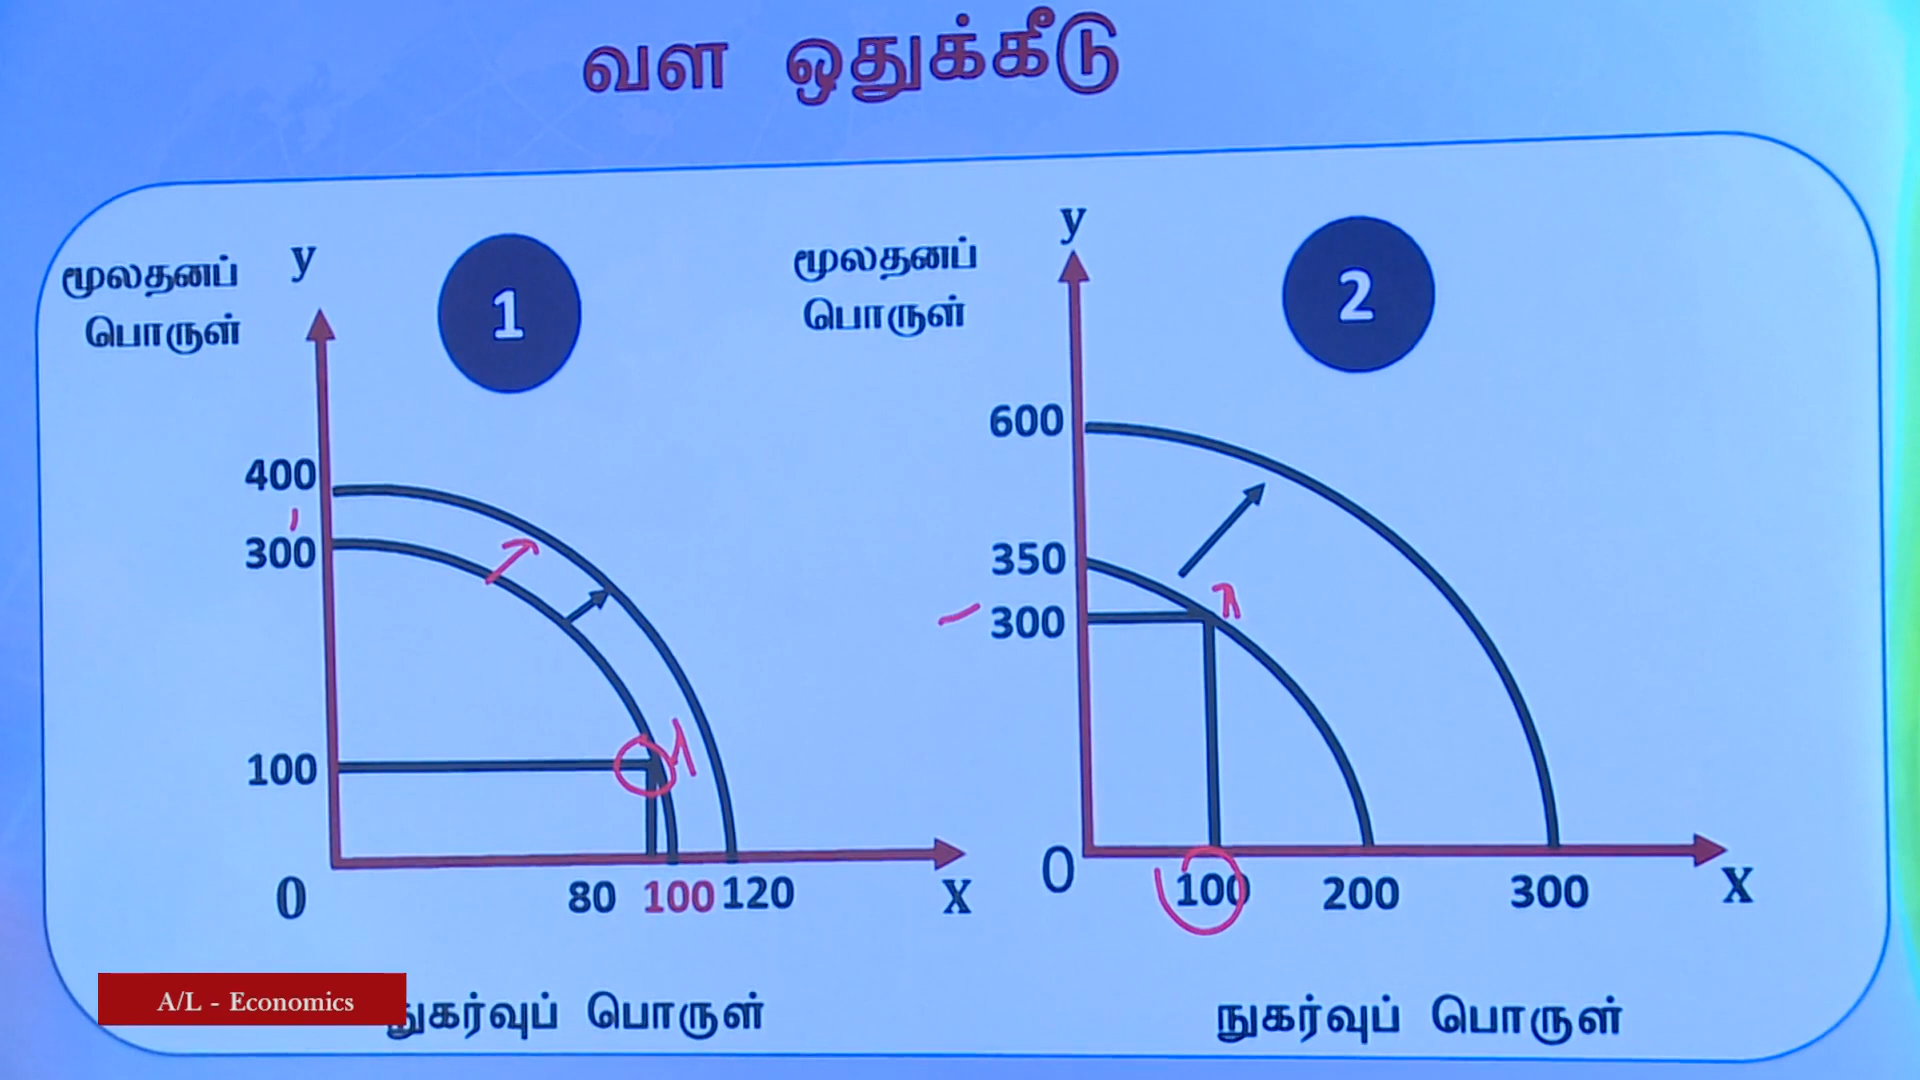 வள ஒதுக்கீடு
மூலதனப்
பொருள்
y
1
400
300
100
0
80 100 120
X
நுகர்வுப் பொருள்
மூலதனப்
பொருள்
y
2
600
350
300
0
100 200 300
X
நுகர்வுப் பொருள்
A/L - Economics